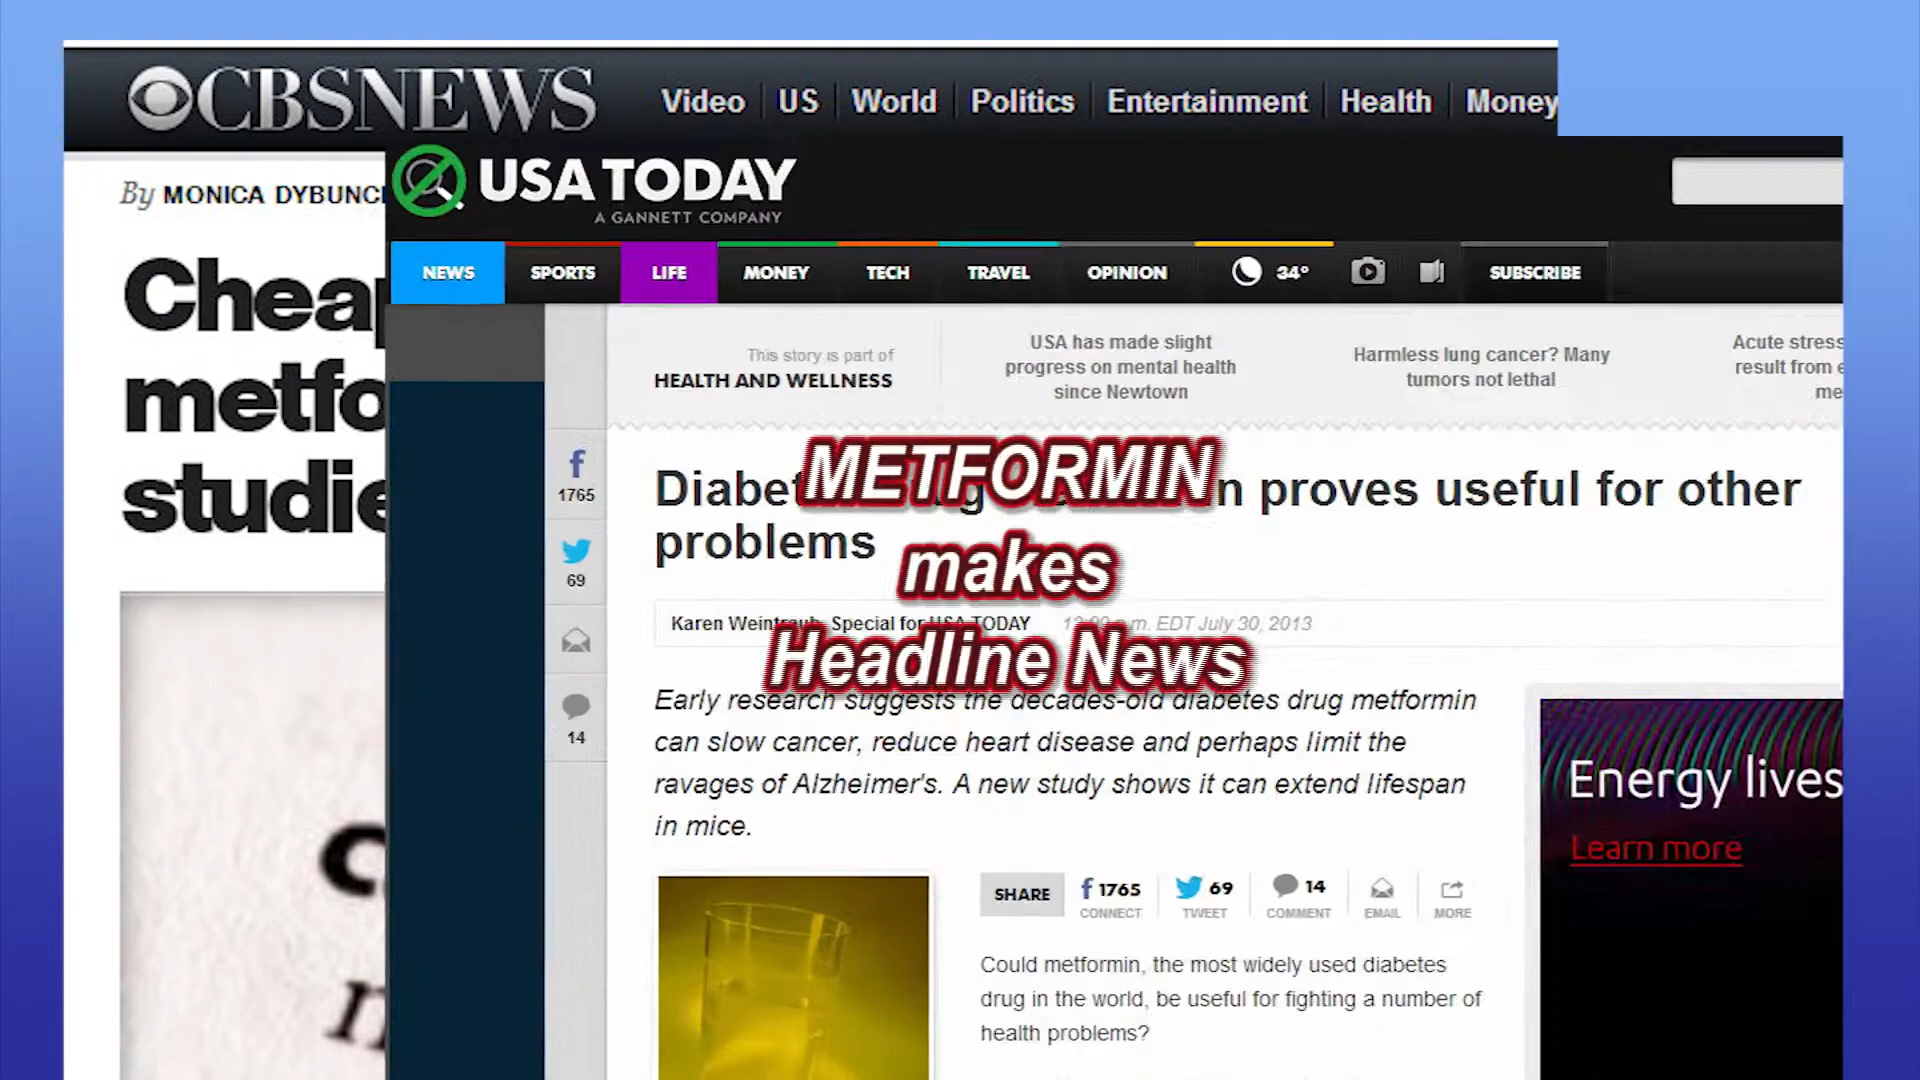 CBSNEWS
Video US World Politics Entertainment Health Money
By MONICA DYBUNC
Cheap
metfo
studie
USA TODAY
A GANNETT COMPANY
NEWS SPORTS LIFE MONEY TECH TRAVEL OPINION 34° SUBSCRIBE
This story is part of
HEALTH AND WELLNESS
USA has made slight
progress on mental health
since Newtown
Harmless lung cancer? Many
tumors not lethal
Acute stress
result from e
me
METFORMIN
makes
Headline News
Diabet n proves useful for other
problems
Karen Weintraub, Special for USA TODAY p.m. EDT July 30, 2013
Early research suggests the decades-old diabetes drug metformin
can slow cancer, reduce heart disease and perhaps limit the
ravages of Alzheimer's. A new study shows it can extend lifespan
in mice.
1765
69
14
SHARE 1765 69 14
CONNECT TWEET COMMENT EMAIL MORE
Could metformin, the most widely used diabetes
drug in the world, be useful for fighting a number of
health problems?
Energy lives
Learn more